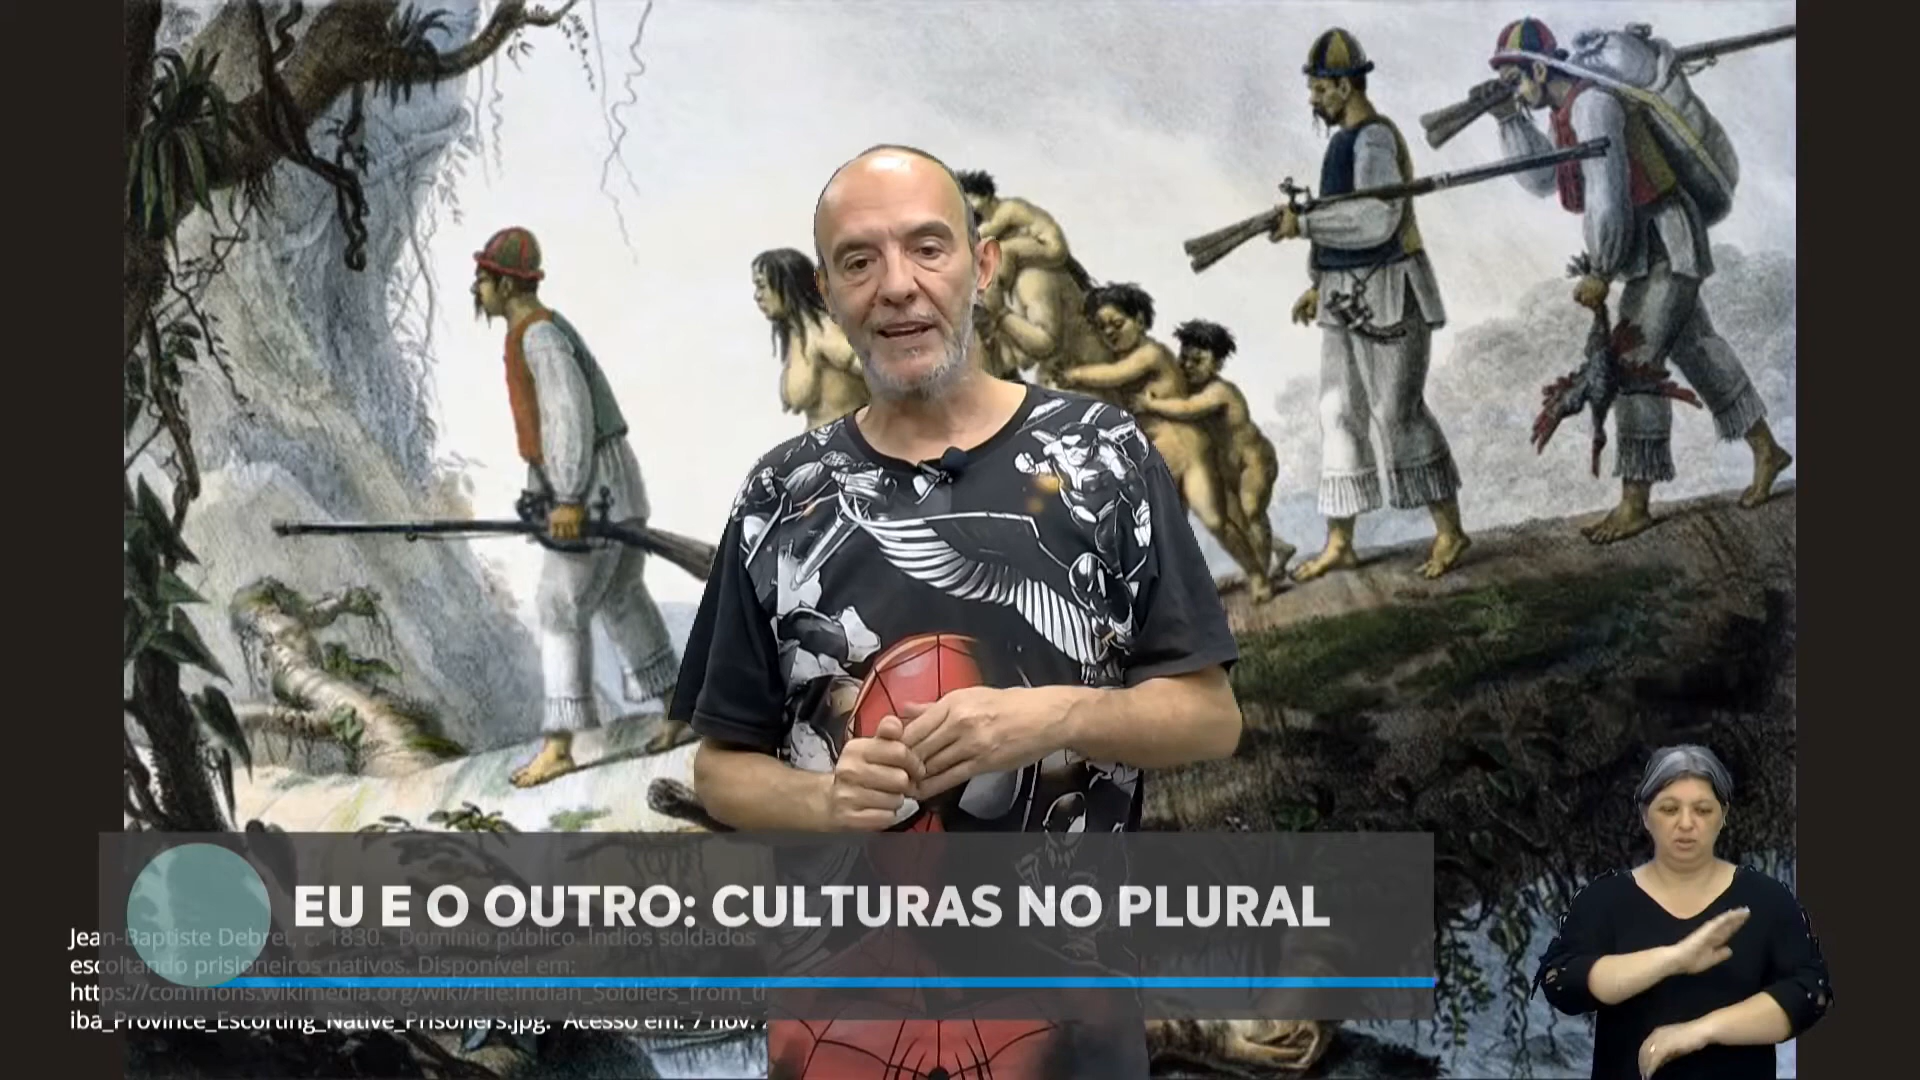 EU E O OUTRO: CULTURAS NO PLURAL
Jean-Baptiste Debret, c. 1830. Domínio público. Índios soldados
escoltando prisioneiros nativos. Disponível em:
https://commons.wikimedia.org/wiki/File:Indian_Soldiers_from_th
iba_Province_Escorting_Native_Prisoners.jpg. Acesso em: 7 nov.